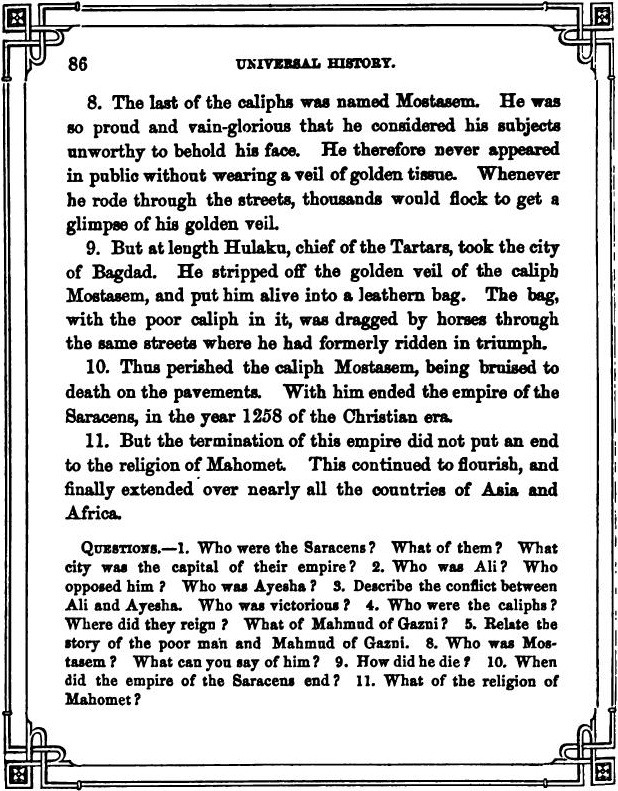 86 UNIVERSAL HISTORY.
8. The last of the caliphs was named Mostasem. He was
so proud and vain-glorious that he considered his subjects
unworthy to behold his face. He therefore never appeared
in public without wearing a veil of golden tissue. Whenever
he rode through the streets, thousands would flock to get a
glimpse of his golden veil.
9. But at length Hulaku, chief of the Tartars, took the city
of Bagdad. He stripped off the golden veil of the caliph
Mostasem, and put him alive into a leathern bag. The bag,
with the poor caliph in it, was dragged by horses through
the same streets where he had formerly ridden in triumph.
10. Thus perished the caliph Mostasem, being bruised to
death on the pavements. With him ended the empire of the
Saracens, in the year 1258 of the Christian era.
11. But the termination of this empire did not put an end
to the religion of Mahomet. This continued to flourish, and
finally extended over nearly all the countries of Asia and
Africa.
QUESTIONS.—1. Who were the Saracens? What of them? What
city was the capital of their empire? 2. Who was Ali? Who
opposed him? Who was Ayesha? 3. Describe the conflict between
Ali and Ayesha. Who was victorious? 4. Who were the caliphs?
Where did they reign? What of Mahmud of Gazni? 5. Relate the
story of the poor man and Mahmud of Gazni. 8. Who was Mos-
tasem? What can you say of him? 9. How did he die? 10. When
did the empire of the Saracens end? 11. What of the religion of
Mahomet?